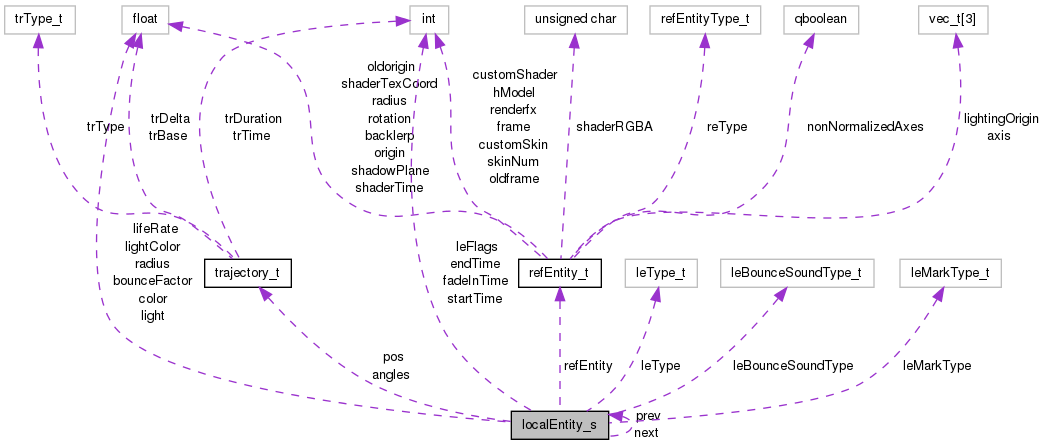 trType_t
float
int
unsigned char
refEntityType_t
qboolean
vec_t[3]
oldorigin
shaderTexCoord
radius
rotation
backlerp
origin
shadowPlane
shaderTime
customShader
hModel
renderfx
frame
customSkin
skinNum
oldframe
trType
trDelta
trBase
trDuration
trTime
shaderRGBA
reType
nonNormalizedAxes
lightingOrigin
axis
lifeRate
lightColor
radius
bounceFactor
color
light
trajectory_t
leFlags
endTime
fadeInTime
startTime
refEntity_t
leType_t
leBounceSoundType_t
leMarkType_t
pos
angles
refEntity
leType
leBounceSoundType
leMarkType
localEntity_s
prev
next